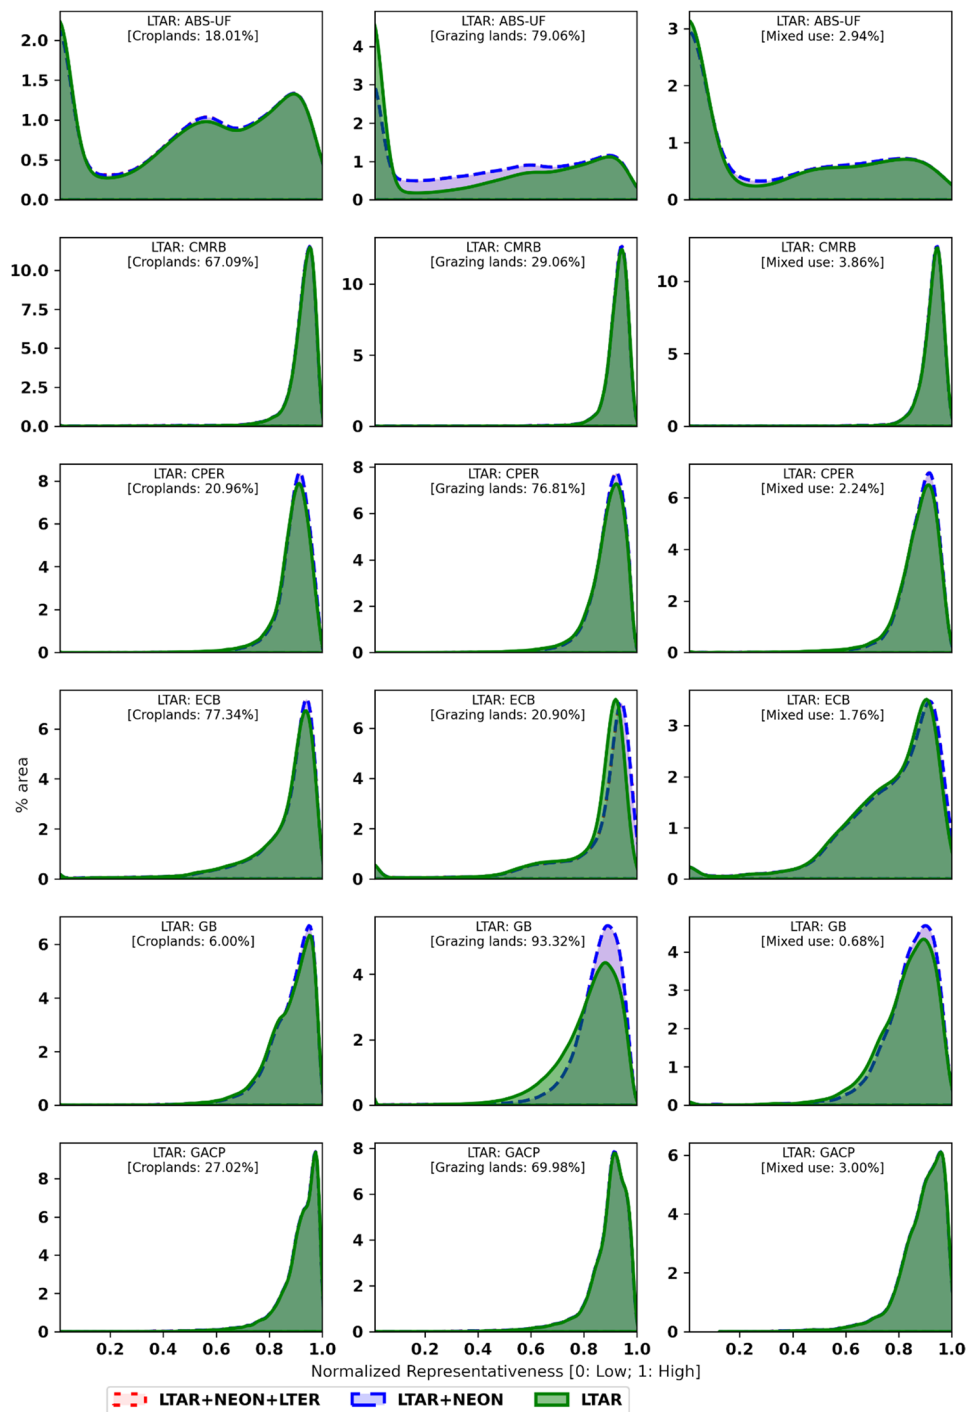 LTAR: ABS-UF
[Croplands: 18.01%]
2.0
1.5
1.0
0.5
0.0
LTAR: ABS-UF
[Grazing lands: 79.06%]
4
3
2
1
0
LTAR: ABS-UF
[Mixed use: 2.94%]
3
2
1
0
LTAR: CMRB
[Croplands: 67.09%]
10.0
7.5
5.0
2.5
0.0
LTAR: CMRB
[Grazing lands: 29.06%]
10
5
0
LTAR: CMRB
[Mixed use: 3.86%]
10
5
0
LTAR: CPER
[Croplands: 20.96%]
8
6
4
2
0
LTAR: CPER
[Grazing lands: 76.81%]
8
6
4
2
0
LTAR: CPER
[Mixed use: 2.24%]
6
4
2
0
% area
LTAR: ECB
[Croplands: 77.34%]
6
4
2
0
LTAR: ECB
[Grazing lands: 20.90%]
6
4
2
0
LTAR: ECB
[Mixed use: 1.76%]
3
2
1
0
LTAR: GB
[Croplands: 6.00%]
6
4
2
0
LTAR: GB
[Grazing lands: 93.32%]
4
2
0
LTAR: GB
[Mixed use: 0.68%]
4
3
2
1
0
LTAR: GACP
[Croplands: 27.02%]
8
6
4
2
0
0.2 0.4 0.6 0.8 1.0
LTAR: GACP
[Grazing lands: 69.98%]
8
6
4
2
0
0.2 0.4 0.6 0.8 1.0
LTAR: GACP
[Mixed use: 3.00%]
6
4
2
0
0.2 0.4 0.6 0.8 1.0
Normalized Representativeness [0: Low; 1: High]
LTAR+NEON+LTER LTAR+NEON LTAR